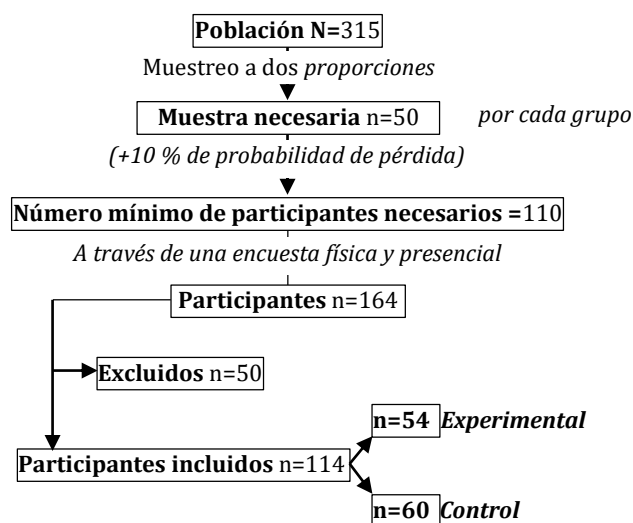 Población N=315
Muestreo a dos proporciones
Muestra necesaria n=50 por cada grupo
(+10 % de probabilidad de pérdida)
Número mínimo de participantes necesarios =110
A través de una encuesta física y presencial
Participantes n=164
Excluidos n=50
n=54 Experimental
Participantes incluidos n=114
n=60 Control